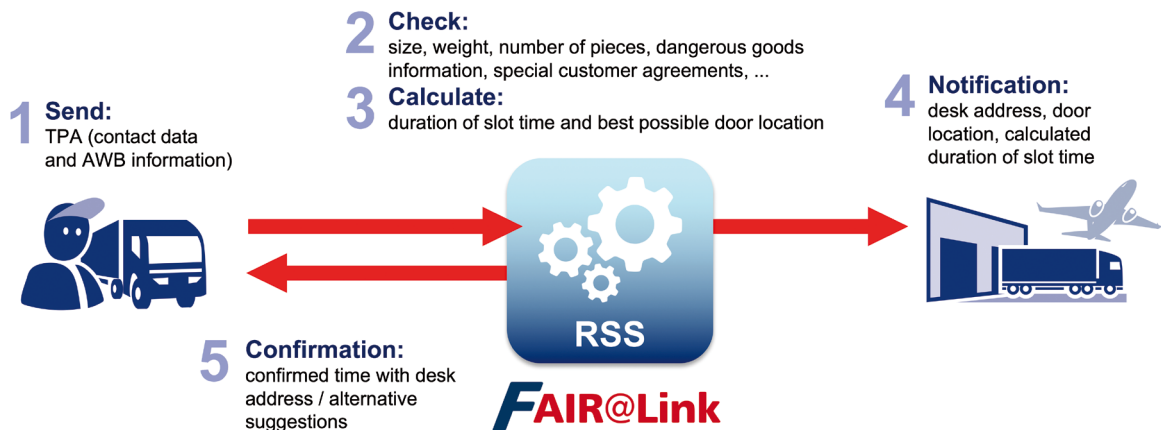 1 Send:
TPA (contact data
and AWB information)
2 Check:
size, weight, number of pieces, dangerous goods
information, special customer agreements, ...
3 Calculate:
duration of slot time and best possible door location
4 Notification:
desk address, door
location, calculated
duration of slot time
RSS
5 Confirmation:
confirmed time with desk
address / alternative
suggestions
FAIR@Link